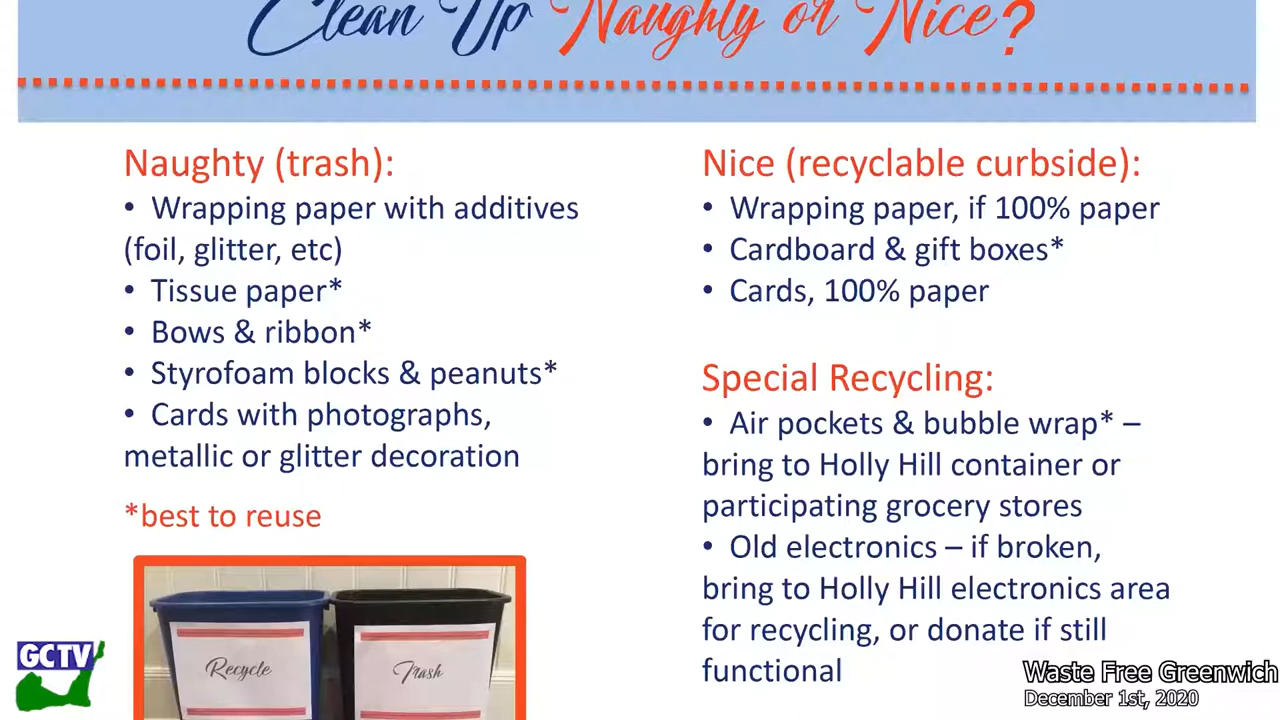 Clean Up Naughty or Nice?
Naughty (trash):
• Wrapping paper with additives
(foil, glitter, etc)
• Tissue paper*
• Bows & ribbon*
• Styrofoam blocks & peanuts*
• Cards with photographs,
metallic or glitter decoration
*best to reuse
Recycle
Trash
Nice (recyclable curbside):
• Wrapping paper, if 100% paper
• Cardboard & gift boxes*
• Cards, 100% paper
Special Recycling:
• Air pockets & bubble wrap* –
bring to Holly Hill container or
participating grocery stores
• Old electronics – if broken,
bring to Holly Hill electronics area
for recycling, or donate if still
functional
GCTV
Waste Free Greenwich
December 1st, 2020